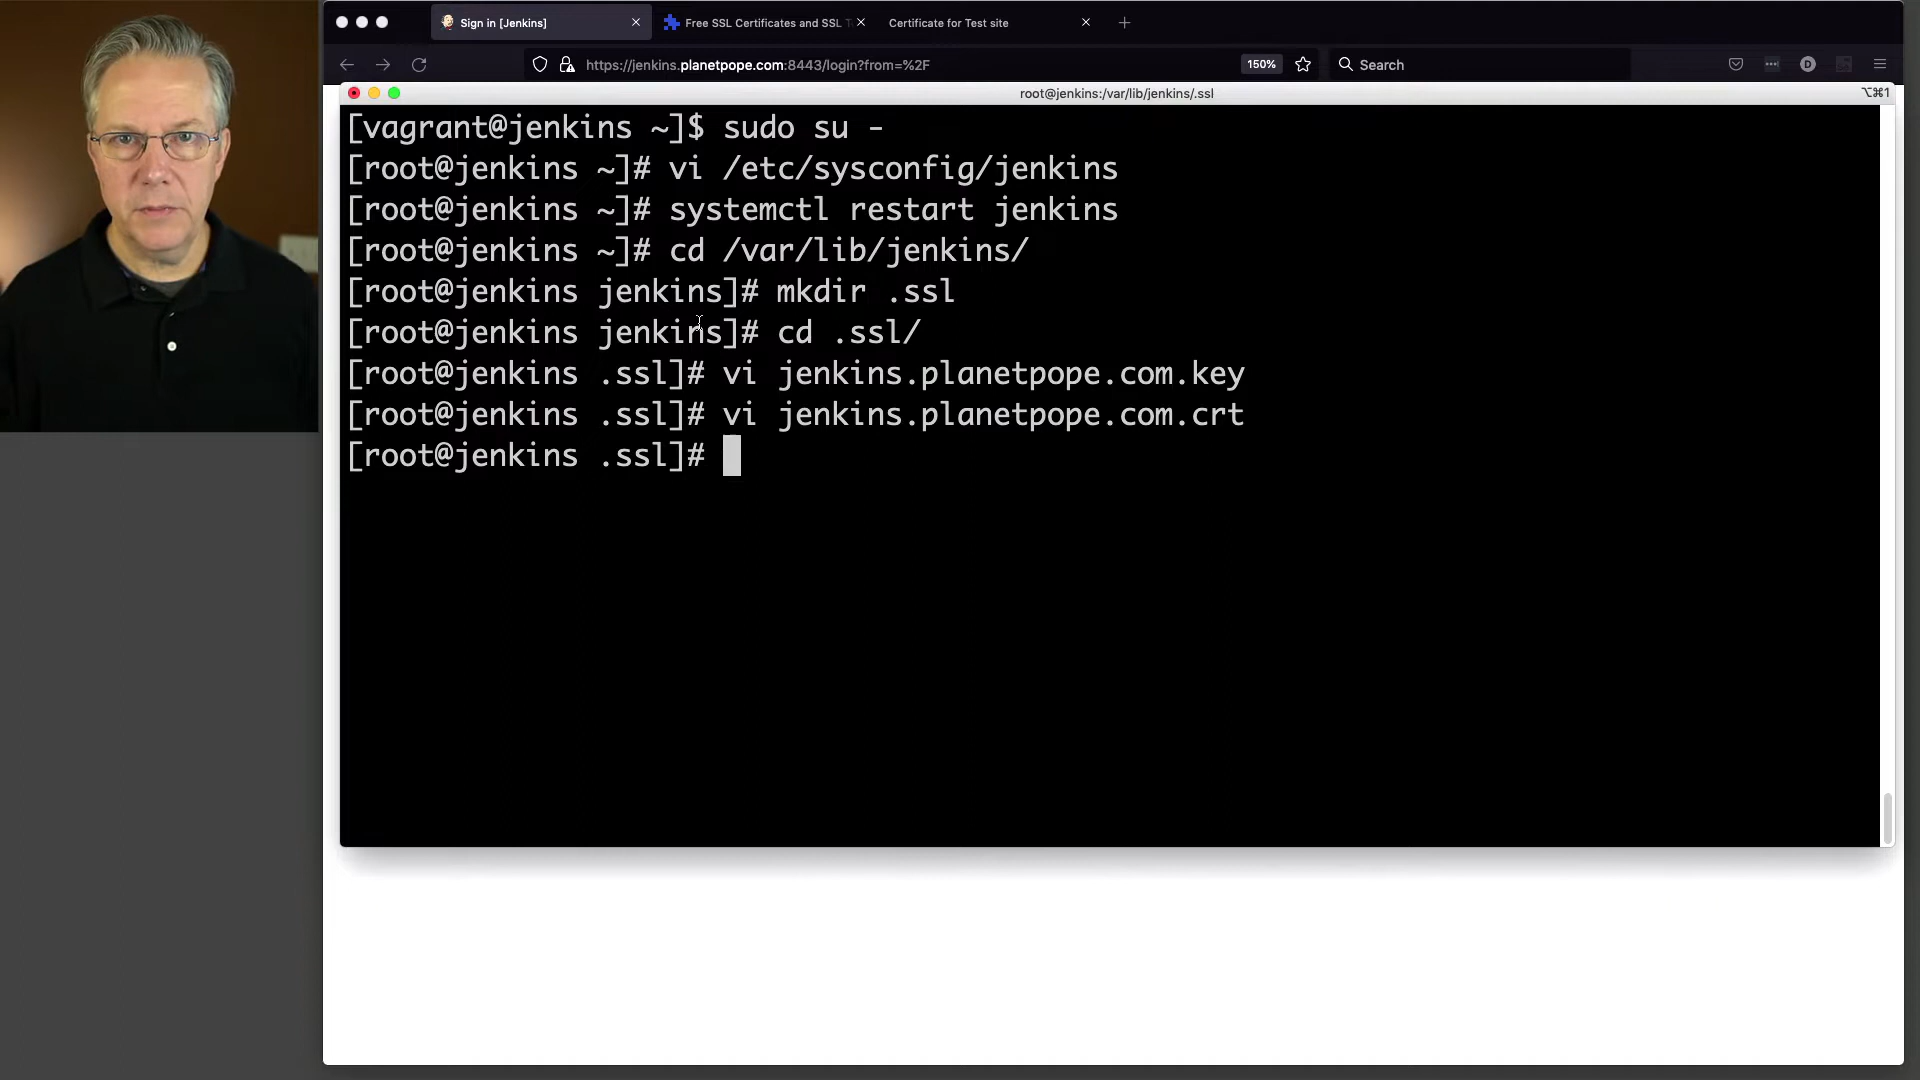 Sign in [Jenkins]
Free SSL Certificates and SSL T
Certificate for Test site
https://jenkins.planetpope.com:8443/login?from=%2F
150%
Search
D
root@jenkins:/var/lib/jenkins/.ssl
⌥⌘1
[vagrant@jenkins ~]$ sudo su -
[root@jenkins ~]# vi /etc/sysconfig/jenkins
[root@jenkins ~]# systemctl restart jenkins
[root@jenkins ~]# cd /var/lib/jenkins/
[root@jenkins jenkins]# mkdir .ssl
[root@jenkins jenkins]# cd .ssl/
[root@jenkins .ssl]# vi jenkins.planetpope.com.key
[root@jenkins .ssl]# vi jenkins.planetpope.com.crt
[root@jenkins .ssl]#